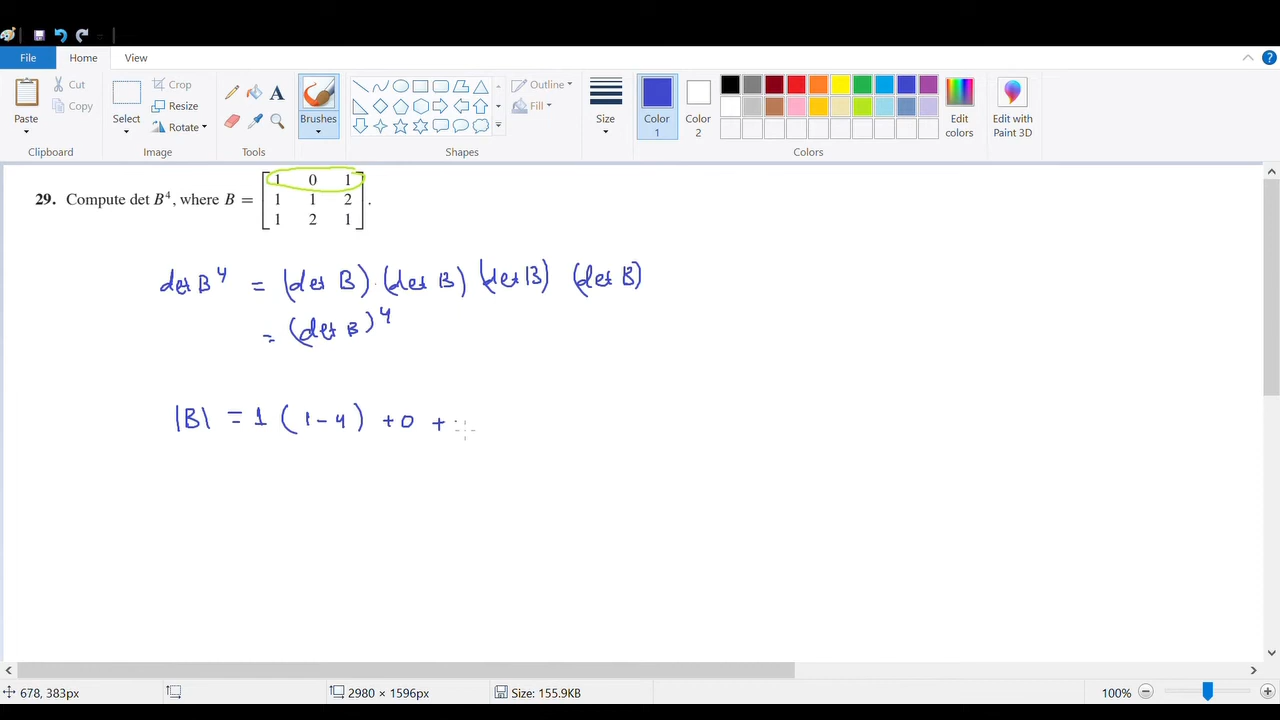 File Home View
Paste Cut Copy Clipboard
Select Crop Resize Rotate Image
A Tools
Brushes
Outline Fill Shapes
Size
Color 1 Color 2 Edit colors Edit with Paint 3D Colors
29. Compute det B⁴, where B = [1 0 1
1 1 2
1 2 1].
det B⁴ = (det B) · (det B) (det B) (det B)
= (det B)⁴
|B| = 1 (1 - 4) + 0 +
678, 383px 2980 × 1596px Size: 155.9KB 100%